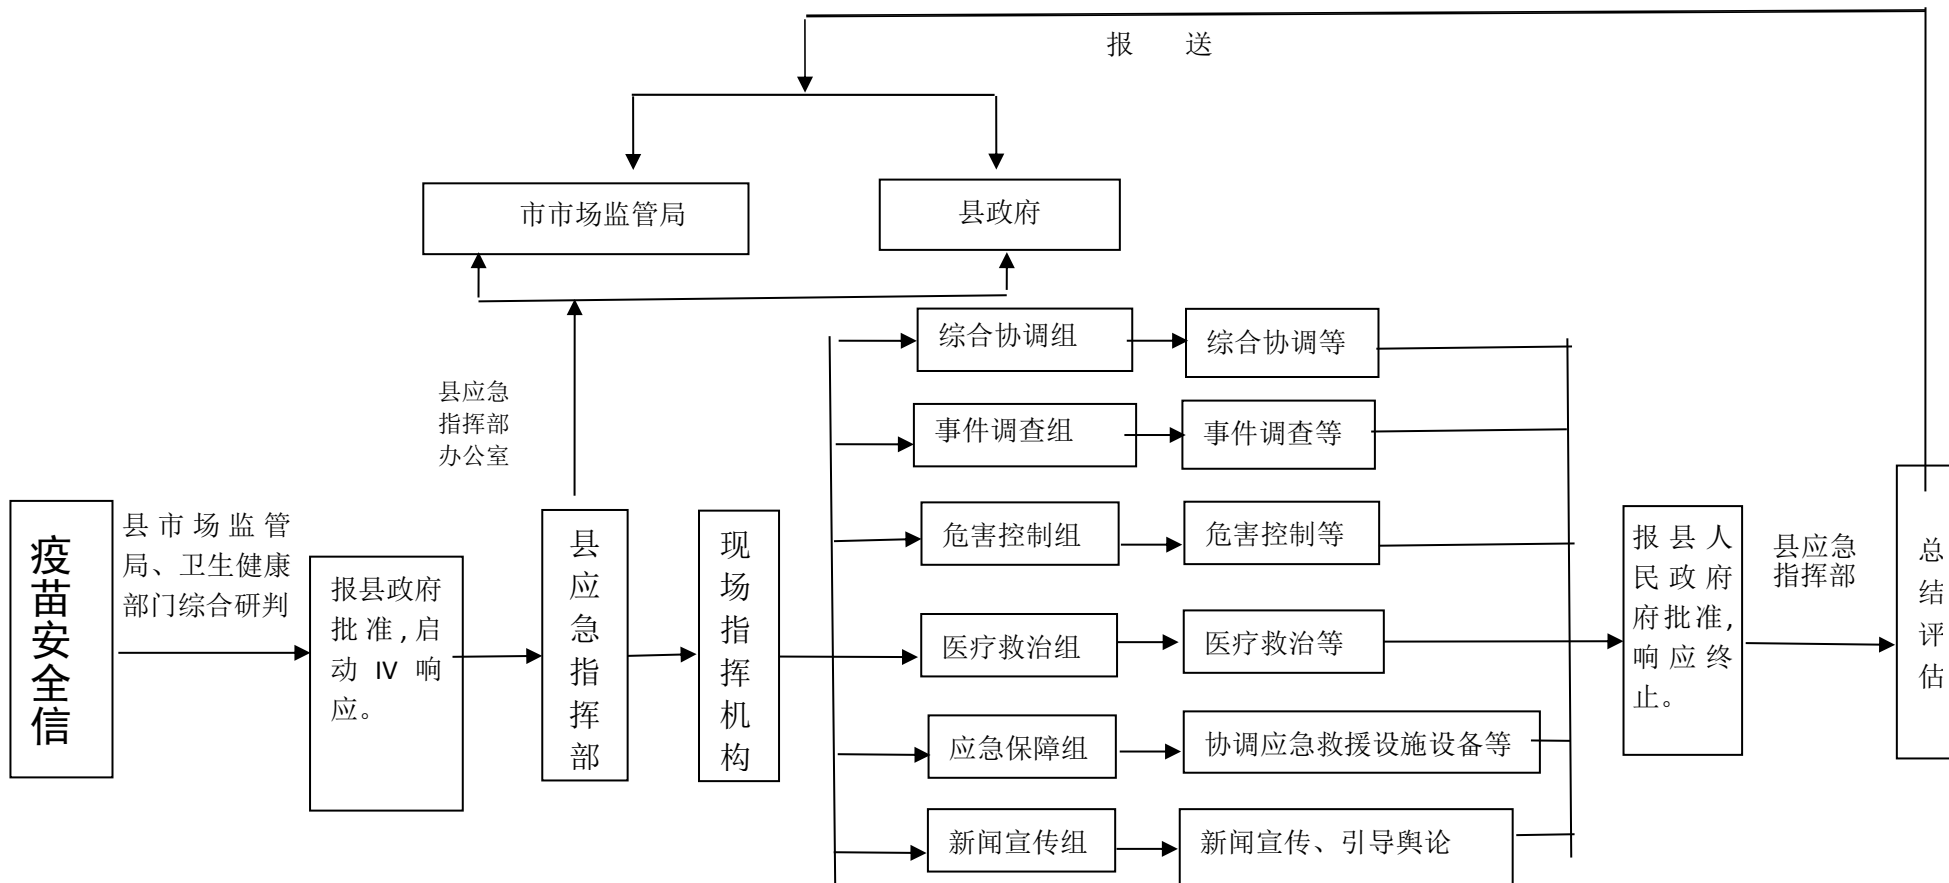 报 送
市市场监管局
县政府
综合协调组
综合协调等
县应急
指挥部
办公室
事件调查组
事件调查等
疫苗安全信
县市场监管
局、卫生健康
部门综合研判
报县政府
批准,启
动 IV 响
应。
县应急指挥部
现场指挥机构
危害控制组
危害控制等
医疗救治组
医疗救治等
应急保障组
协调应急救援设施设备等
新闻宣传组
新闻宣传、引导舆论
报县人
民政府
府批准,
响应终
止。
县应急
指挥部
总结评估